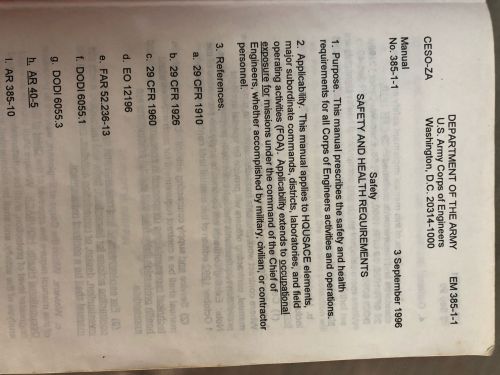 DEPARTMENT OF THE ARMY EM 385-1-1
U.S. Army Corps of Engineers
CESO-ZA Washington, D.C. 20314-1000
Manual
No. 385-1-1 3 September 1996
Safety
SAFETY AND HEALTH REQUIREMENTS
1. Purpose. This manual prescribes the safety and health
requirements for all Corps of Engineers activities and operations.
2. Applicability. This manual applies to HQUSACE elements,
major subordinate commands, districts, laboratories, and field
operating activities (FOA). Applicability extends to occupational
exposure for missions under the command of the Chief of
Engineers, whether accomplished by military, civilian, or contractor
personnel.
3. References.
a. 29 CFR 1910
b. 29 CFR 1926
c. 29 CFR 1960
d. EO 12196
e. FAR 52.236-13
f. DODI 6055.1
g. DODI 6055.3
h. AR 40-5
i. AR 385-10